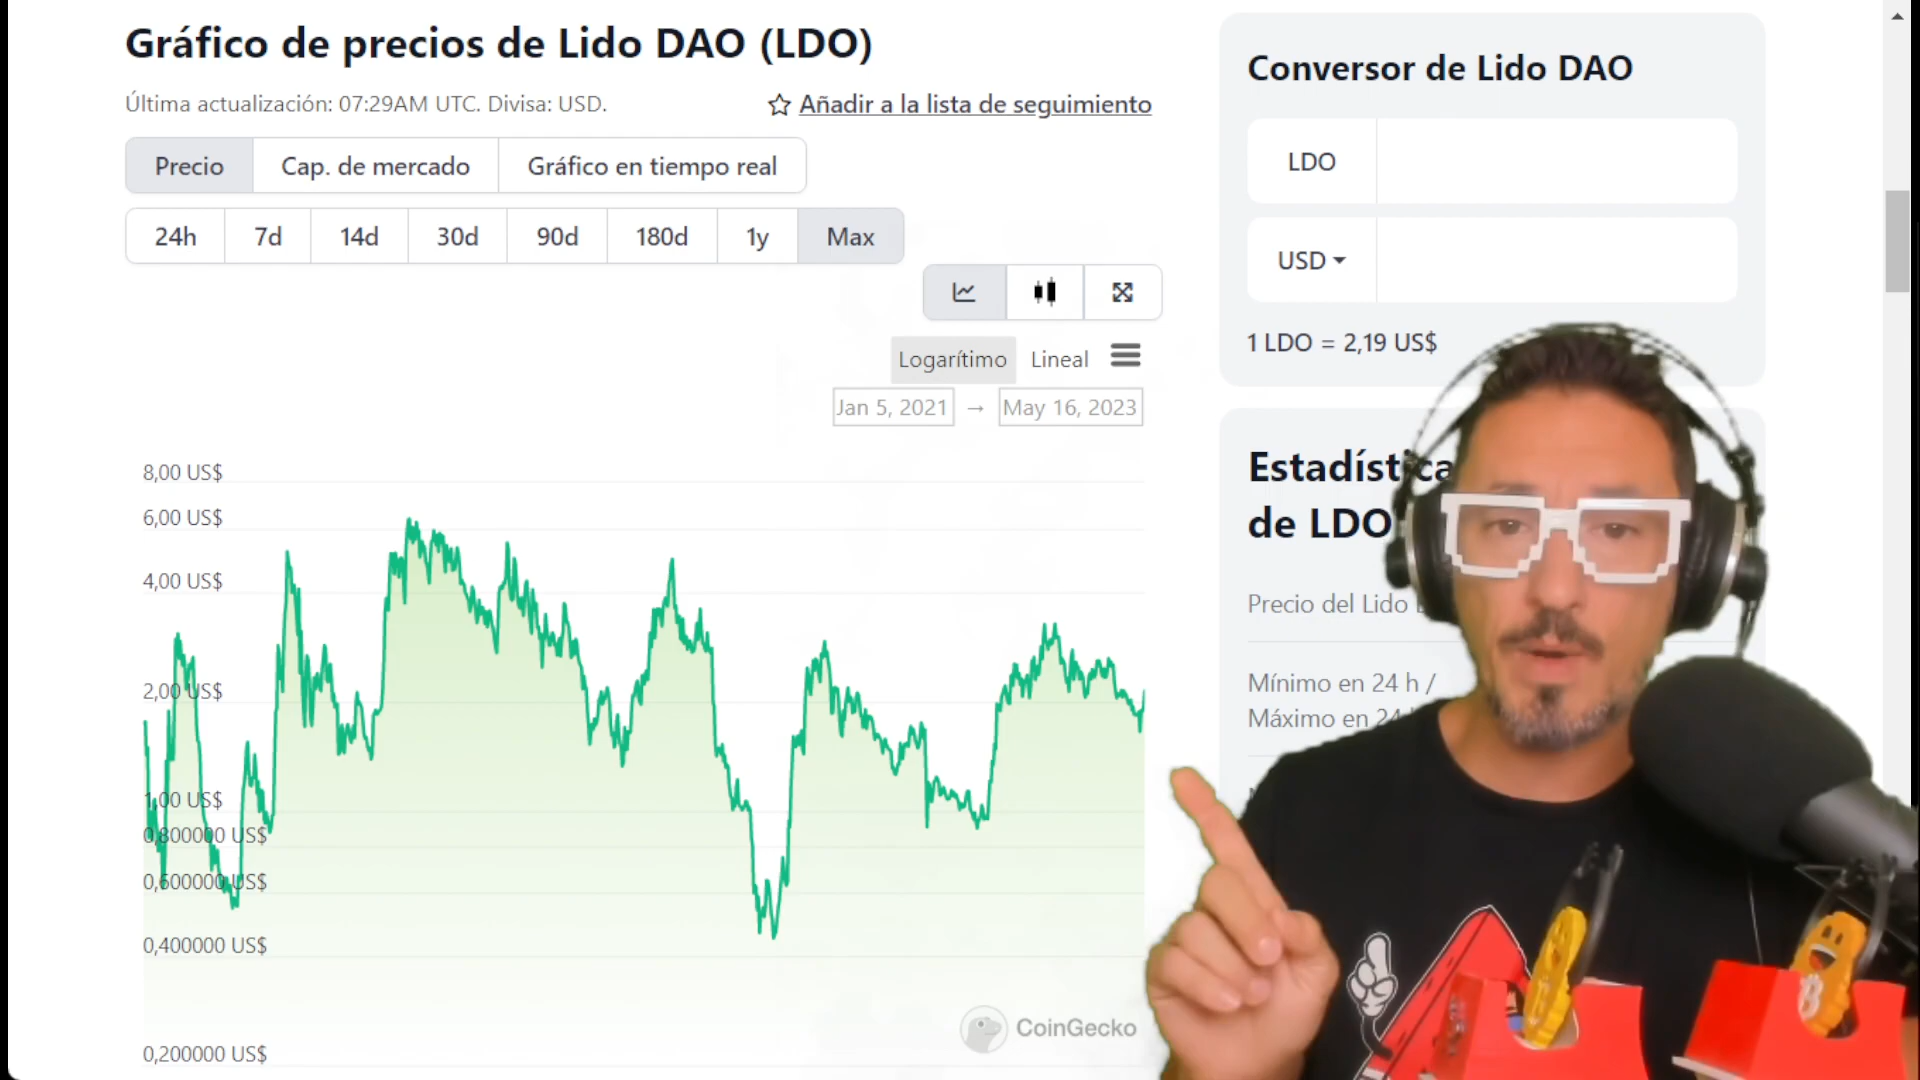 Gráfico de precios de Lido DAO (LDO)
Última actualización: 07:29AM UTC. Divisa: USD.
Añadir a la lista de seguimiento
Precio
Cap. de mercado
Gráfico en tiempo real
24h
7d
14d
30d
90d
180d
1y
Max
Logarítimo
Lineal
Jan 5, 2021 → May 16, 2023
8,00 US$
6,00 US$
4,00 US$
2,00 US$
1,00 US$
0,800000 US$
0,600000 US$
0,400000 US$
0,200000 US$
CoinGecko
Conversor de Lido DAO
LDO
USD
1 LDO = 2,19 US$
Estadística
de LDO
Precio del Lido
Mínimo en 24 h /
Máximo en 24